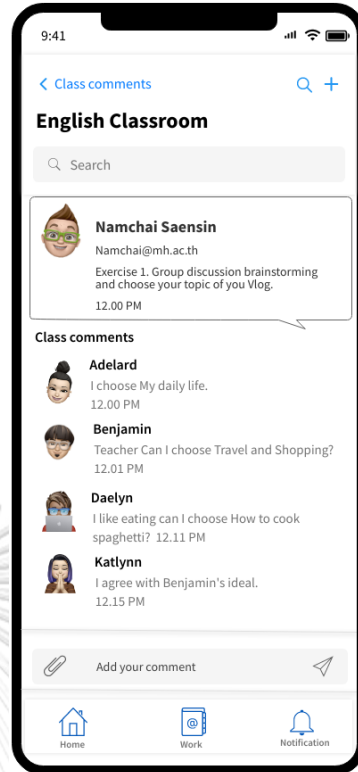 9:41
Class comments
English Classroom
Search
Namchai Saensin
Namchai@mh.ac.th
Exercise 1. Group discussion brainstorming
and choose your topic of you Vlog.
12.00 PM
Class comments
Adelard
I choose My daily life.
12.00 PM
Benjamin
Teacher Can I choose Travel and Shopping?
12.01 PM
Daelyn
I like eating can I choose How to cook
spaghetti? 12.11 PM
Katlynn
I agree with Benjamin's ideal.
12.15 PM
Add your comment
Home
Work
Notification